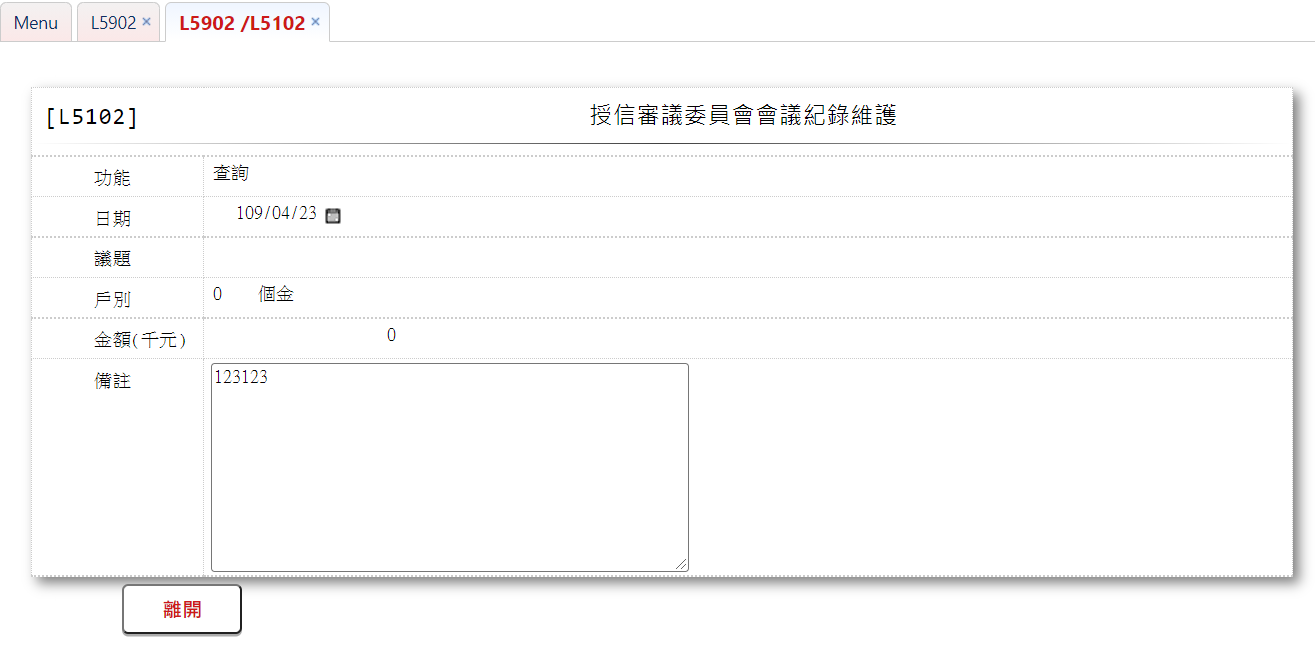 Menu L5902 × L5902 /L5102 ×
[L5102] 授信審議委員會會議紀錄維護
功能 查詢
日期 109/04/23
議題
戶別 0 個金
金額(千元) 0
備註 123123
離開